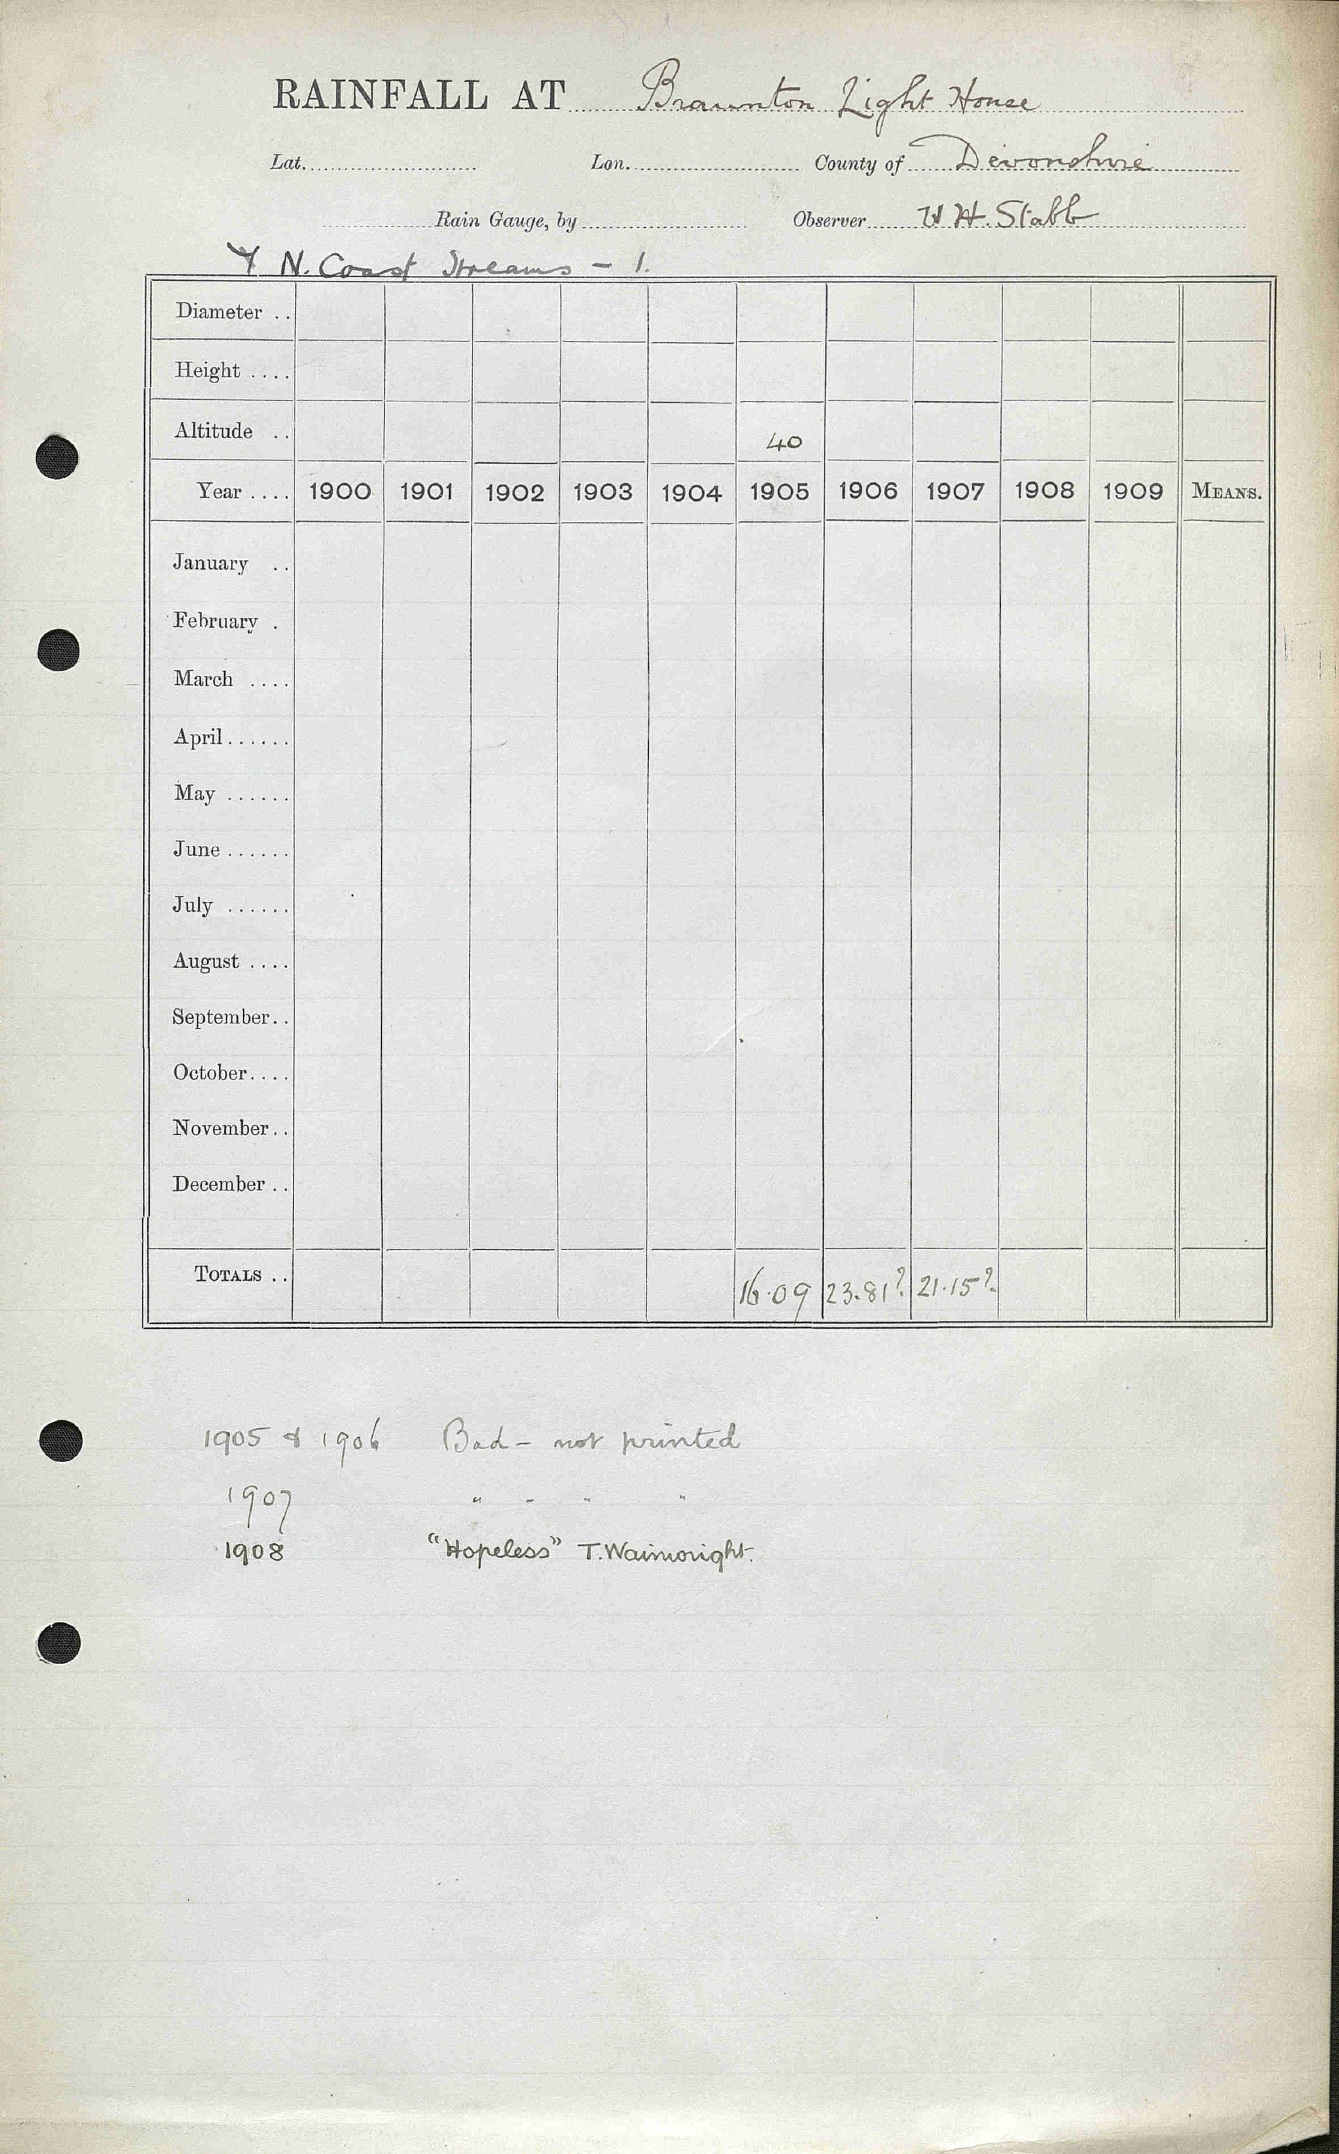 RAINFALL AT Braunton Light House
Lat. Lon. County of Devonshire
Rain Gauge, by Observer W H. Stabb
N. Coast Streams - 1.
Diameter ..
Height ....
Altitude .. 40
Year .... 1900 1901 1902 1903 1904 1905 1906 1907 1908 1909 MEANS.
January ..
February .
March ....
April ......
May ......
June ......
July ......
August ....
September..
October....
November..
December ..
TOTALS .. 16.09 23.81? 21.15?
1905 & 1906 Bad - not printed
1907 " - " "
1908 "Hopeless" T. Wainwright.